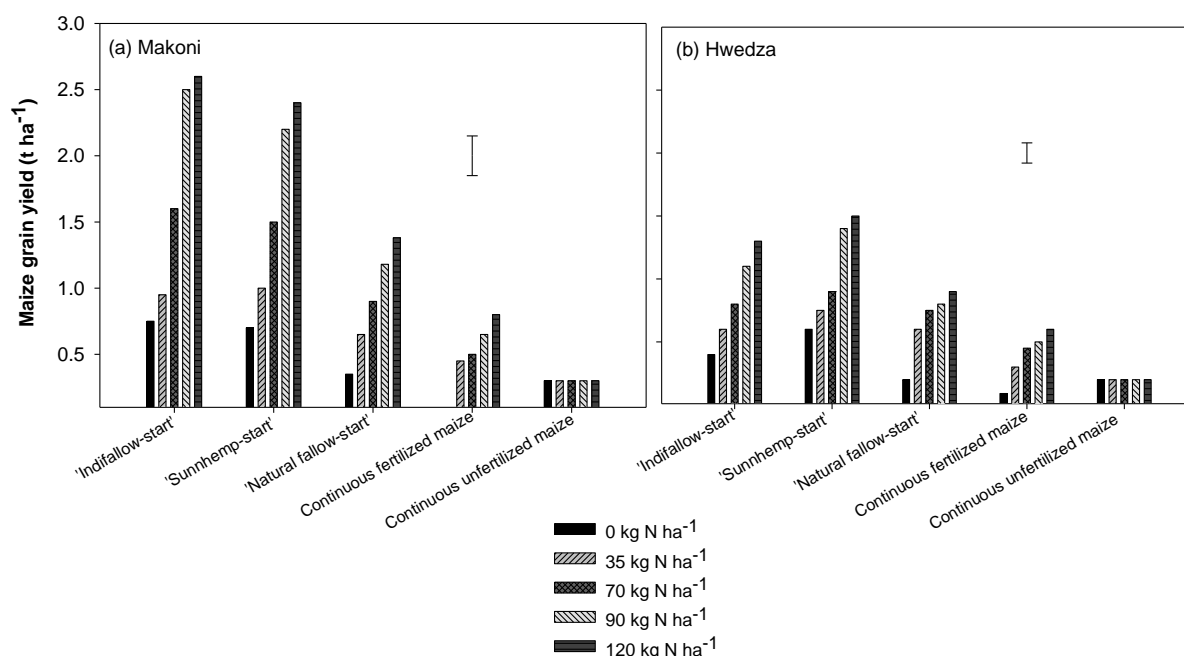 (a) Makoni
(b) Hwedza
Maize grain yield (t ha⁻¹)
3.0
2.5
2.0
1.5
1.0
0.5
'Indifallow-start'
'Sunnhemp-start'
'Natural fallow-start'
Continuous fertilized maize
Continuous unfertilized maize
'Indifallow-start'
'Sunnhemp-start'
'Natural fallow-start'
Continuous fertilized maize
Continuous unfertilized maize
0 kg N ha⁻¹
35 kg N ha⁻¹
70 kg N ha⁻¹
90 kg N ha⁻¹
120 kg N ha⁻¹